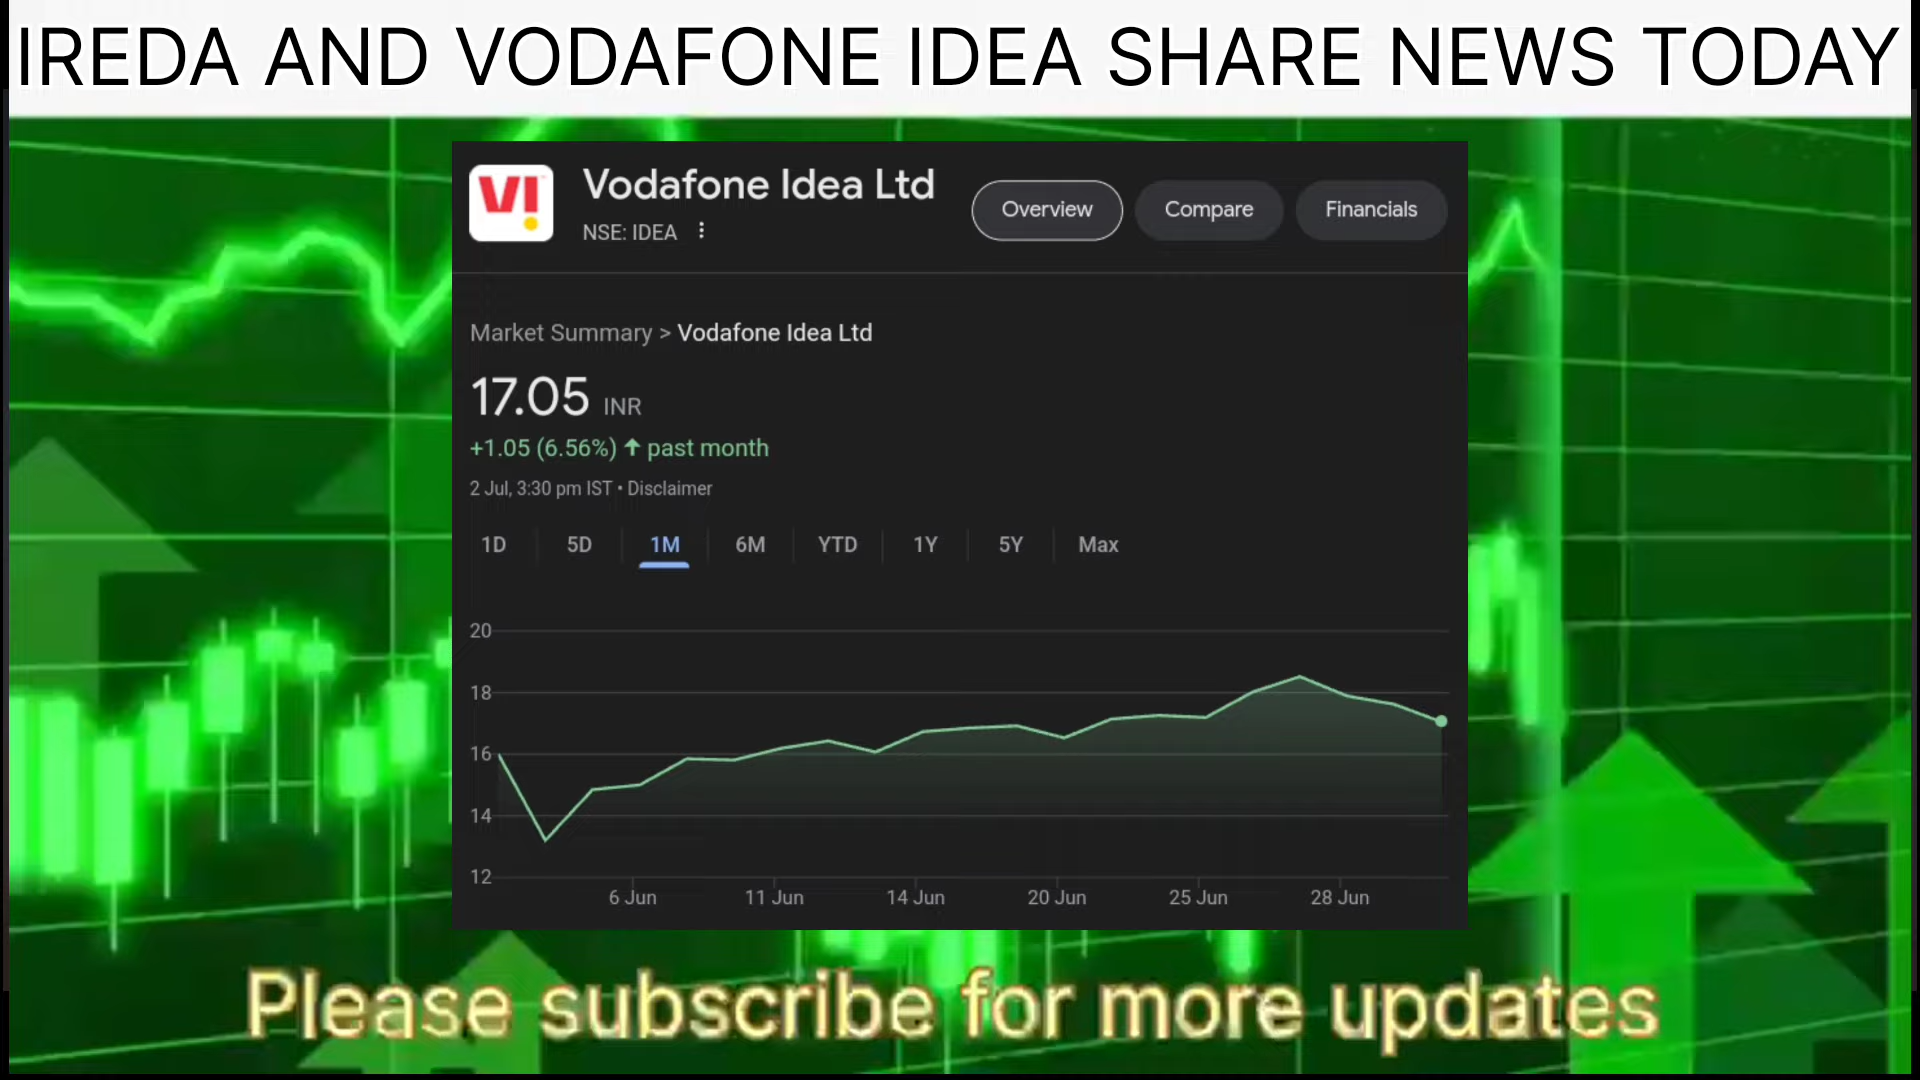 IREDA AND VODAFONE IDEA SHARE NEWS TODAY
VI
Vodafone Idea Ltd
NSE: IDEA
Overview
Compare
Financials
Market Summary > Vodafone Idea Ltd
17.05 INR
+1.05 (6.56%) ↑ past month
2 Jul, 3:30 pm IST • Disclaimer
1D 5D 1M 6M YTD 1Y 5Y Max
20
18
16
14
12
6 Jun 11 Jun 14 Jun 20 Jun 25 Jun 28 Jun
Please subscribe for more updates